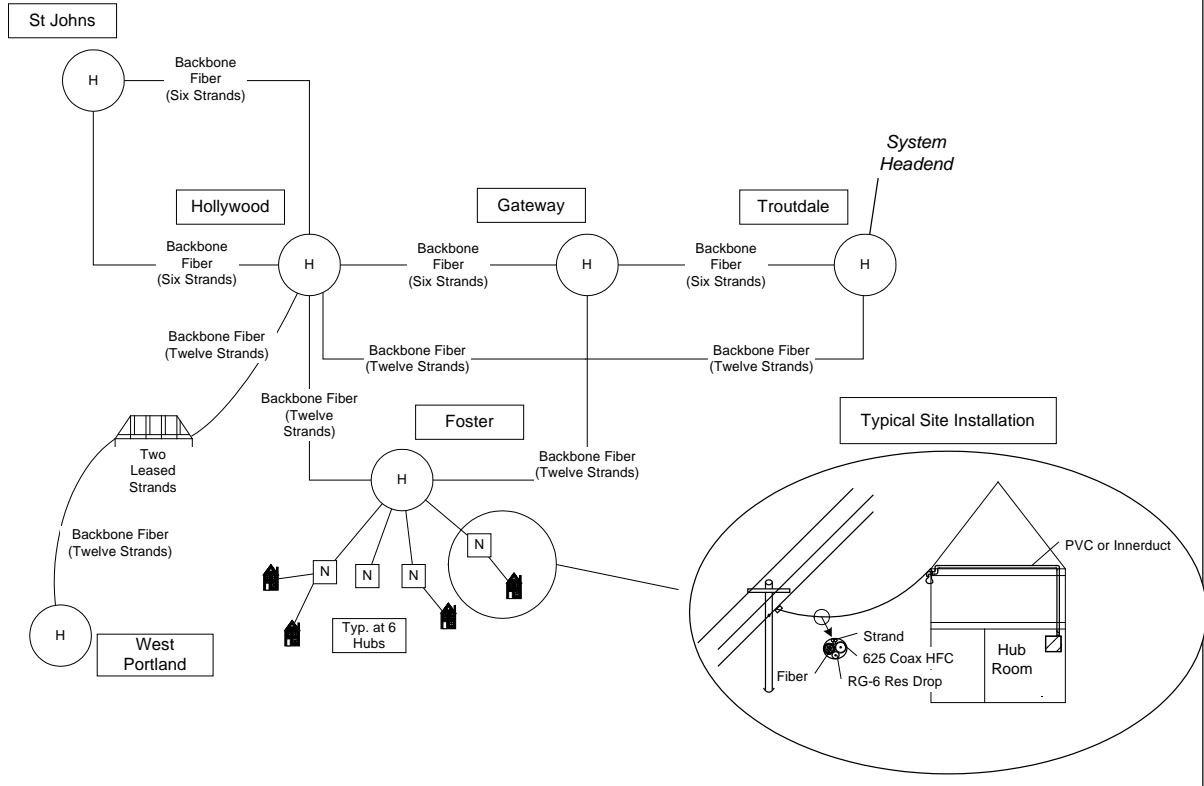 St Johns
H
Backbone
Fiber
(Six Strands)
System
Headend
Hollywood
Gateway
Troutdale
Backbone
Fiber
(Six Strands)
H
Backbone
Fiber
(Six Strands)
H
Backbone
Fiber
(Six Strands)
H
Backbone Fiber
(Twelve Strands)
Backbone Fiber
(Twelve Strands)
Backbone Fiber
(Twelve Strands)
Backbone Fiber
(Twelve
Strands)
Foster
Typical Site Installation
Two
Leased
Strands
H
Backbone Fiber
(Twelve Strands)
Backbone Fiber
(Twelve Strands)
N
N
N
N
PVC or Innerduct
Typ. at 6
Hubs
H
West
Portland
Strand
625 Coax HFC
Fiber
RG-6 Res Drop
Hub
Room